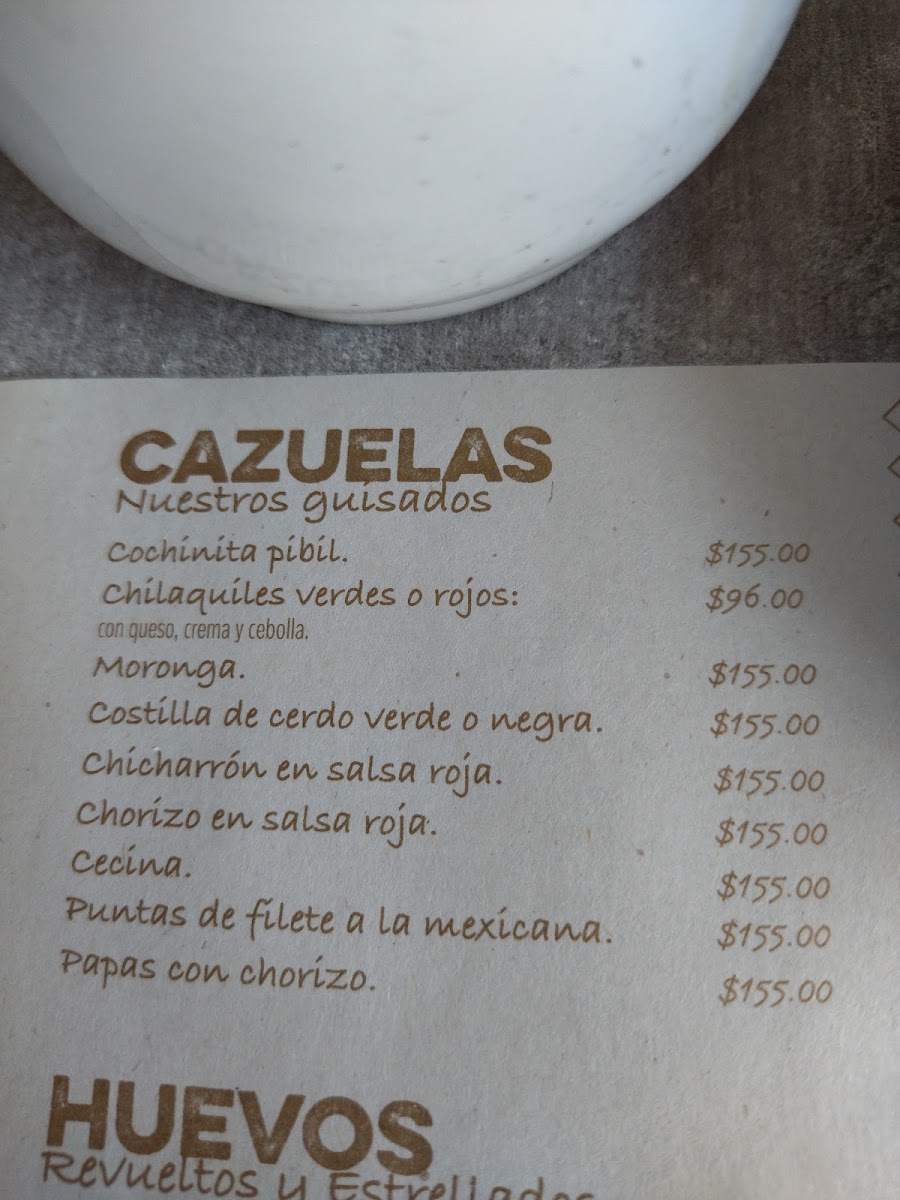 CAZUELAS
Nuestros guisados
Cochinita pibil. $155.00
Chilaquiles verdes o rojos: $96.00
con queso, crema y cebolla.
Moronga. $155.00
Costilla de cerdo verde o negra. $155.00
Chicharrón en salsa roja. $155.00
Chorizo en salsa roja. $155.00
Cecina. $155.00
Puntas de filete a la mexicana. $155.00
Papas con chorizo. $155.00
HUEVOS
Revueltos y Estrellados